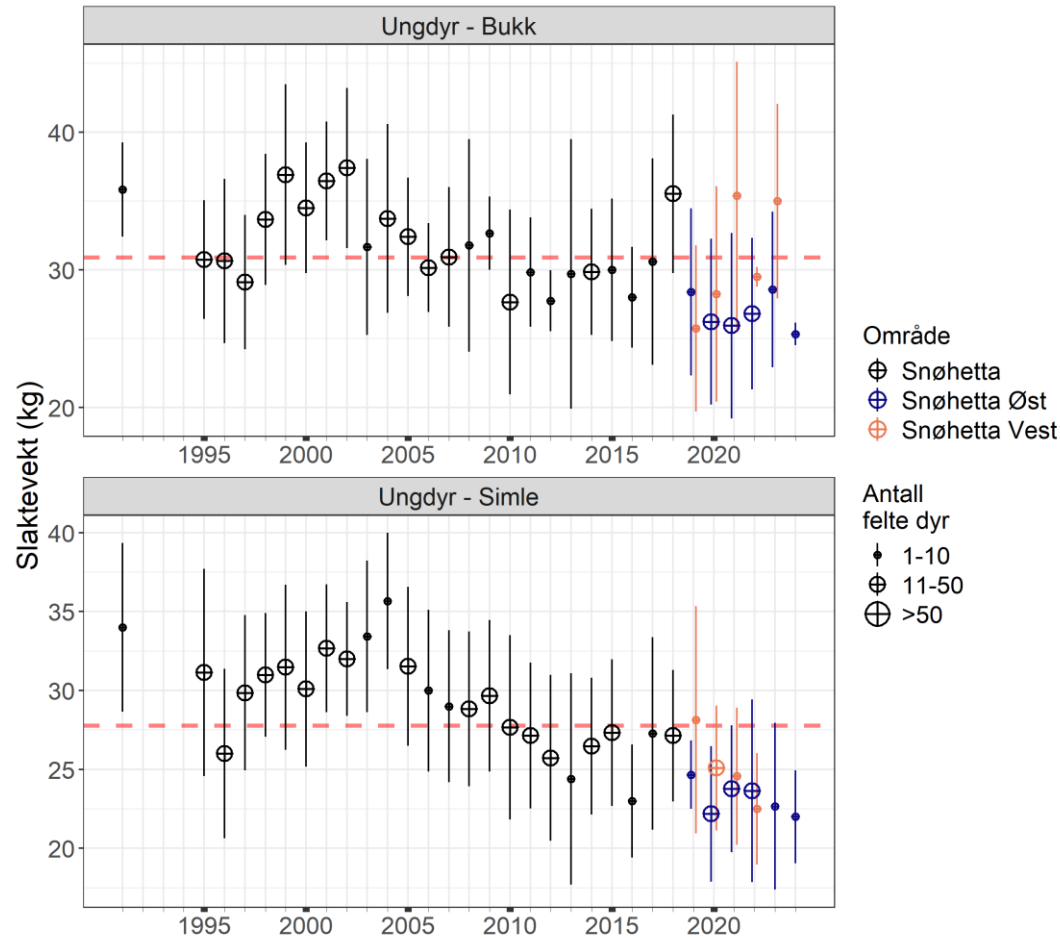 Ungdyr - Bukk
40
30
20
1995 2000 2005 2010 2015 2020
Slaktevekt (kg)
Ungdyr - Simle
40
35
30
25
20
1995 2000 2005 2010 2015 2020
Område
Snøhetta
Snøhetta Øst
Snøhetta Vest
Antall
felte dyr
1-10
11-50
>50